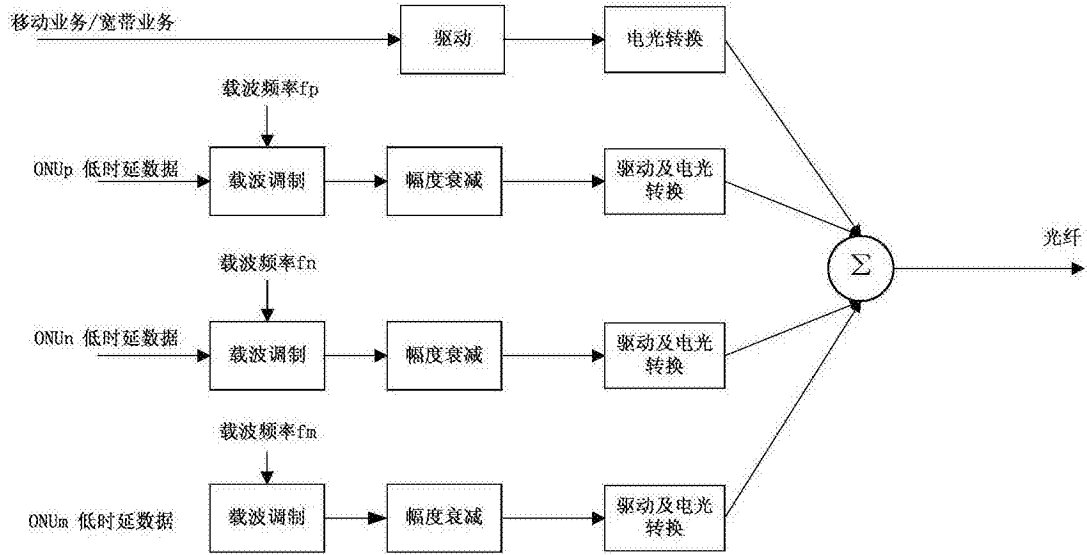 移动业务/宽带业务
驱动
电光转换
载波频率fp
ONUp 低时延数据
载波调制
幅度衰减
驱动及电光
转换
载波频率fn
Σ
光纤
ONUn 低时延数据
载波调制
幅度衰减
驱动及电光
转换
载波频率fm
ONUm 低时延数据
载波调制
幅度衰减
驱动及电光
转换